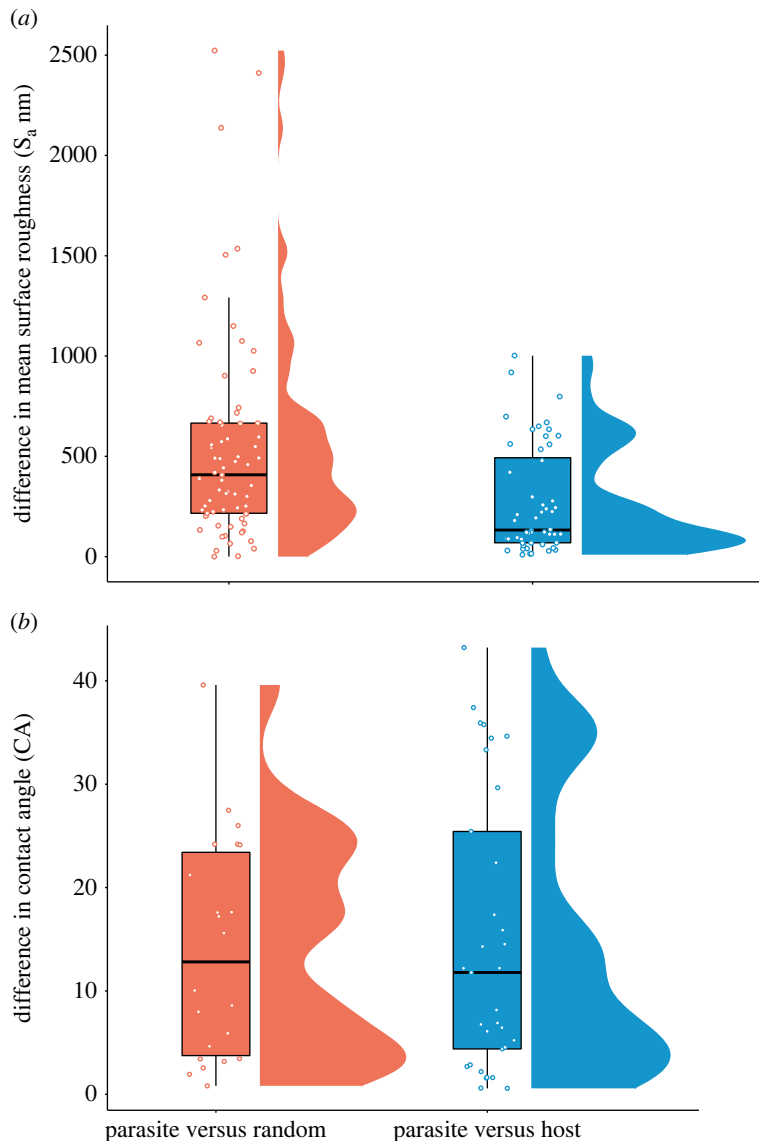 (a)
difference in mean surface roughness (Sa nm)
2500
2000
1500
1000
500
0
(b)
difference in contact angle (CA)
40
30
20
10
0
parasite versus random parasite versus host